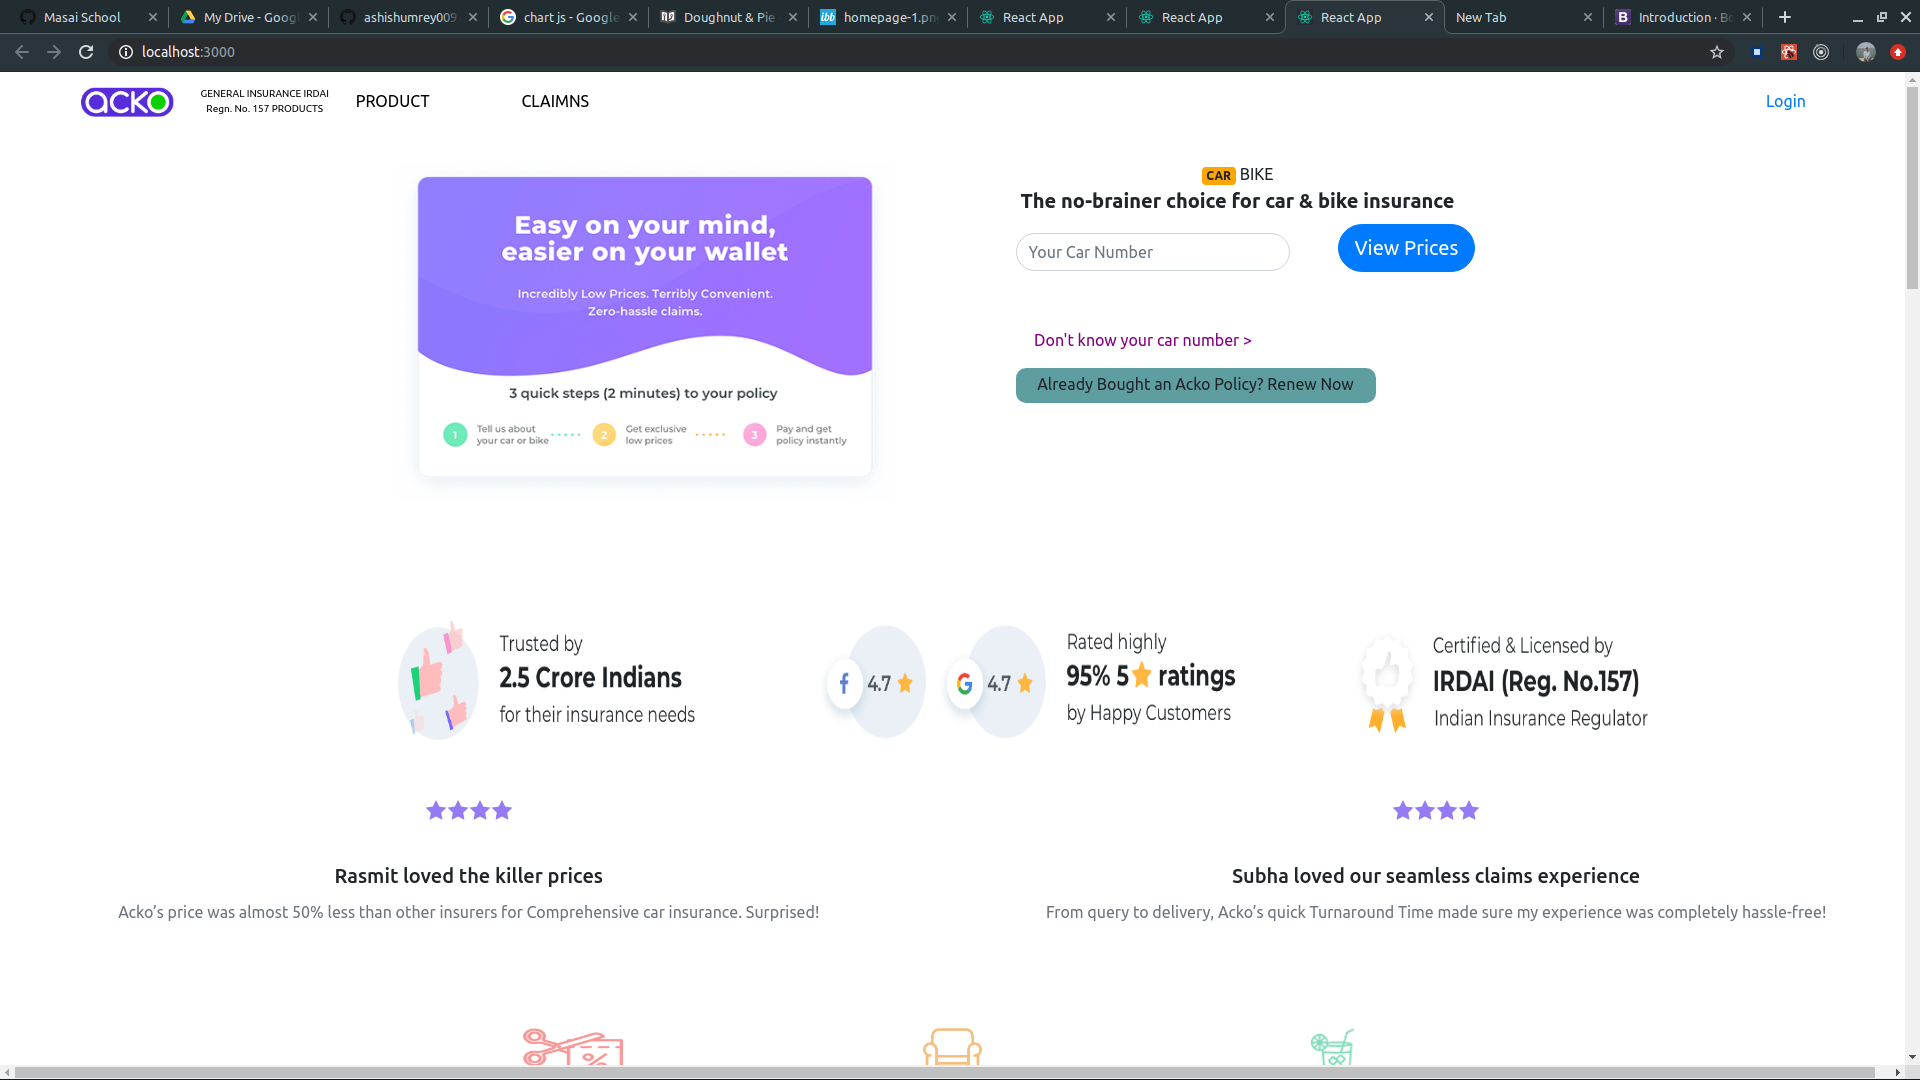 Masai School
My Drive - Googl
ashishumrey009
chart js - Google
Doughnut & Pie
homepage-1.pn
React App
React App
React App
New Tab
Introduction · Bo
localhost:3000
acko
GENERAL INSURANCE IRDAI
Regn. No. 157 PRODUCTS
PRODUCT
CLAIMNS
Login
Easy on your mind,
easier on your wallet
Incredibly Low Prices. Terribly Convenient.
Zero-hassle claims.
3 quick steps (2 minutes) to your policy
1
Tell us about
your car or bike
2
Get exclusive
low prices
3
Pay and get
policy instantly
CAR BIKE
The no-brainer choice for car & bike insurance
Your Car Number
View Prices
Don't know your car number >
Already Bought an Acko Policy? Renew Now
Trusted by
2.5 Crore Indians
for their insurance needs
4.7
4.7
Rated highly
95% 5★ ratings
by Happy Customers
Certified & Licensed by
IRDAI (Reg. No.157)
Indian Insurance Regulator
Rasmit loved the killer prices
Acko’s price was almost 50% less than other insurers for Comprehensive car insurance. Surprised!
Subha loved our seamless claims experience
From query to delivery, Acko’s quick Turnaround Time made sure my experience was completely hassle-free!